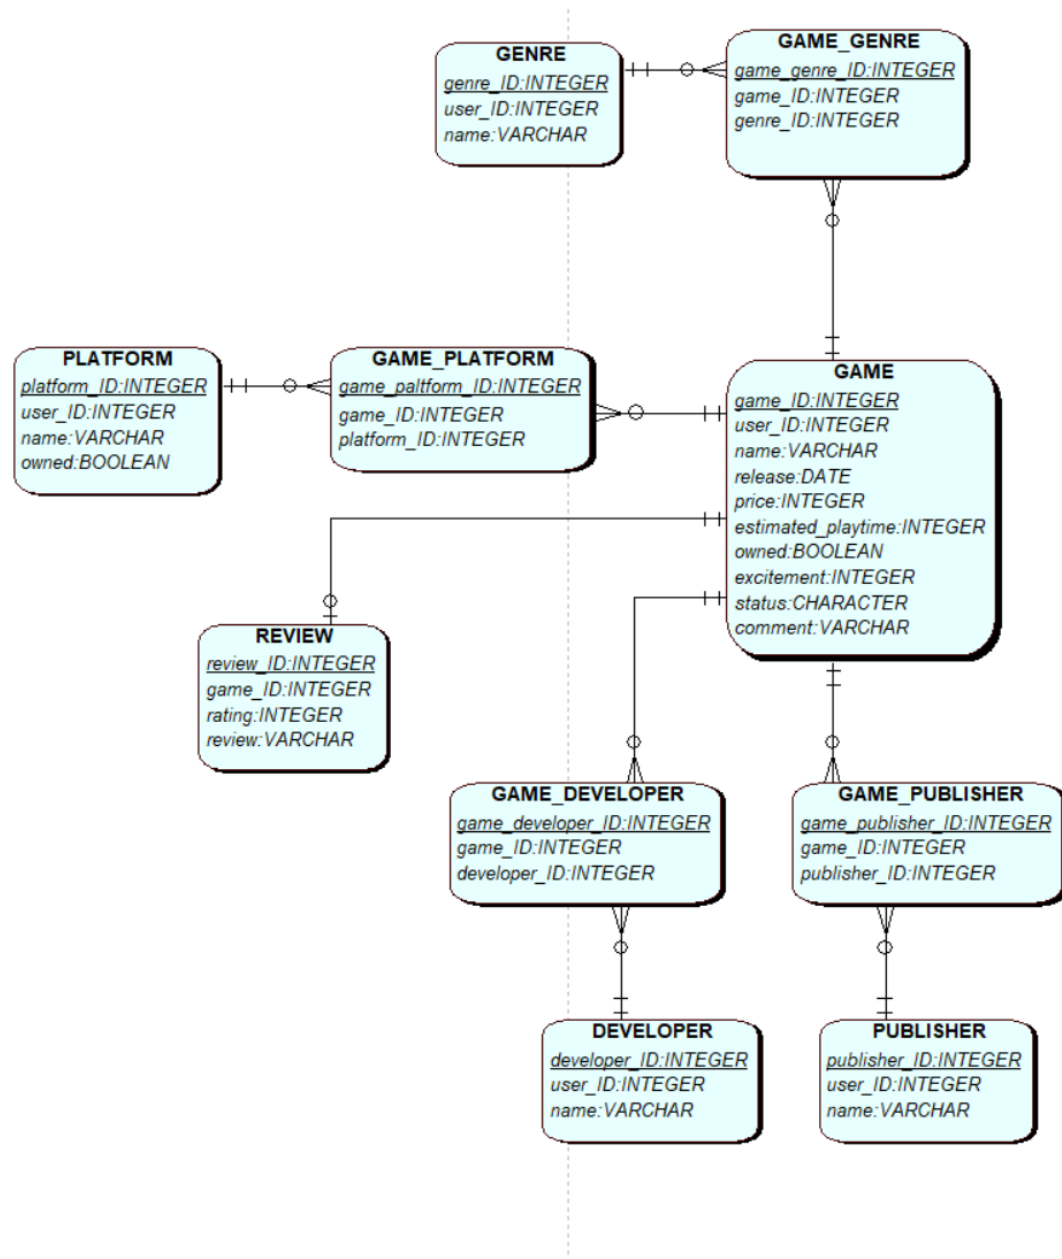 GENRE
genre_ID:INTEGER
user_ID:INTEGER
name:VARCHAR
GAME_GENRE
game_genre_ID:INTEGER
game_ID:INTEGER
genre_ID:INTEGER
PLATFORM
platform_ID:INTEGER
user_ID:INTEGER
name:VARCHAR
owned:BOOLEAN
GAME_PLATFORM
game_paltform_ID:INTEGER
game_ID:INTEGER
platform_ID:INTEGER
GAME
game_ID:INTEGER
user_ID:INTEGER
name:VARCHAR
release:DATE
price:INTEGER
estimated_playtime:INTEGER
owned:BOOLEAN
excitement:INTEGER
status:CHARACTER
comment:VARCHAR
REVIEW
review_ID:INTEGER
game_ID:INTEGER
rating:INTEGER
review:VARCHAR
GAME_DEVELOPER
game_developer_ID:INTEGER
game_ID:INTEGER
developer_ID:INTEGER
GAME_PUBLISHER
game_publisher_ID:INTEGER
game_ID:INTEGER
publisher_ID:INTEGER
DEVELOPER
developer_ID:INTEGER
user_ID:INTEGER
name:VARCHAR
PUBLISHER
publisher_ID:INTEGER
user_ID:INTEGER
name:VARCHAR